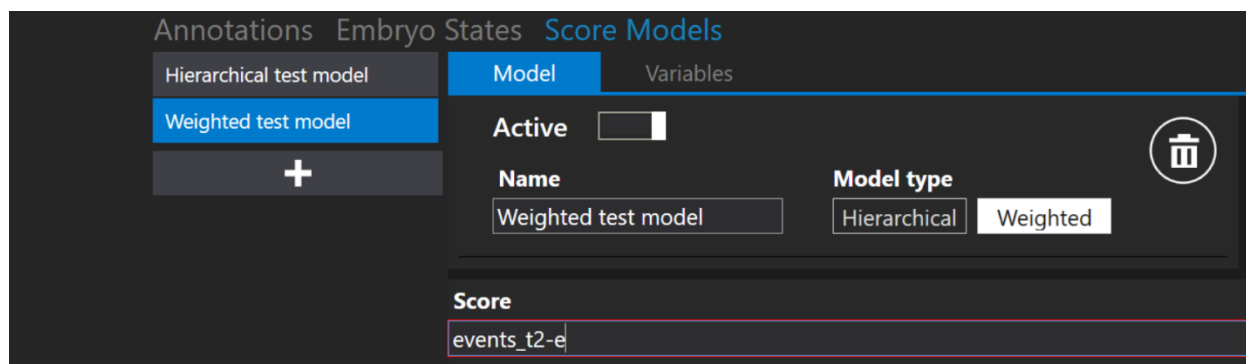 Annotations Embryo States Score Models
Hierarchical test model
Weighted test model
Model Variables
Active
Name Model type
Weighted test model Hierarchical Weighted
Score
events_t2-e